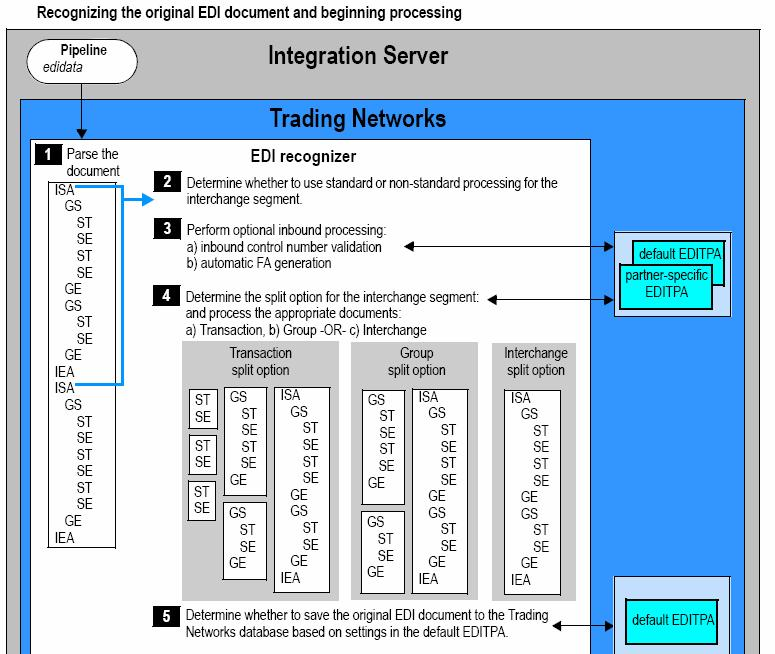 Recognizing the original EDI document and beginning processing
Pipeline
edidata
Integration Server
Trading Networks
1 Parse the
document
ISA
GS
ST
SE
ST
SE
GE
GS
ST
SE
GE
IEA
ISA
GS
ST
SE
ST
SE
ST
SE
GE
IEA
EDI recognizer
2 Determine whether to use standard or non-standard processing for the
interchange segment.
3 Perform optional inbound processing:
a) inbound control number validation
b) automatic FA generation
default EDITPA
partner-specific
EDITPA
4 Determine the split option for the interchange segment:
and process the appropriate documents:
a) Transaction, b) Group -OR- c) Interchange
Transaction
split option
ST
SE
ST
SE
ST
SE
GS
ST
SE
ST
SE
GE
GS
ST
SE
GE
ISA
GS
ST
SE
ST
SE
GE
GS
ST
SE
GE
IEA
Group
split option
GS
ST
SE
ST
SE
GE
GS
ST
SE
GE
ISA
GS
ST
SE
ST
SE
GE
GS
ST
SE
GE
IEA
Interchange
split option
ISA
GS
ST
SE
ST
SE
GE
GS
ST
SE
GE
IEA
5 Determine whether to save the original EDI document to the Trading
Networks database based on settings in the default EDITPA.
default EDITPA